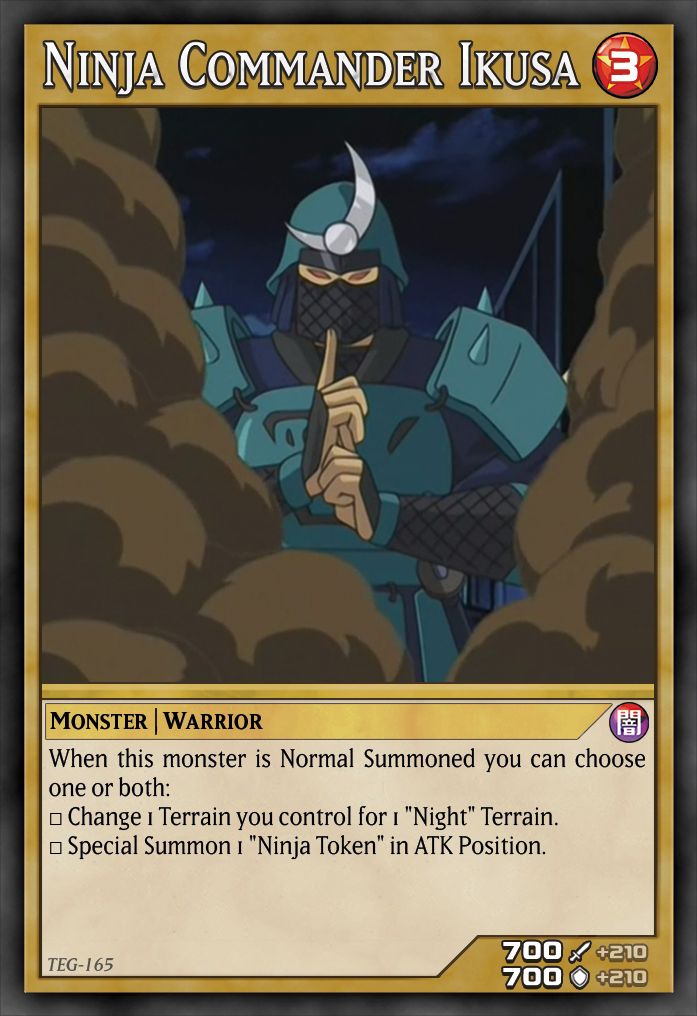 Ninja Commander Ikusa 3
Monster | Warrior 闇
When this monster is Normal Summoned you can choose
one or both:
□ Change 1 Terrain you control for 1 "Night" Terrain.
□ Special Summon 1 "Ninja Token" in ATK Position.
700 +210
TEG-165
700 +210